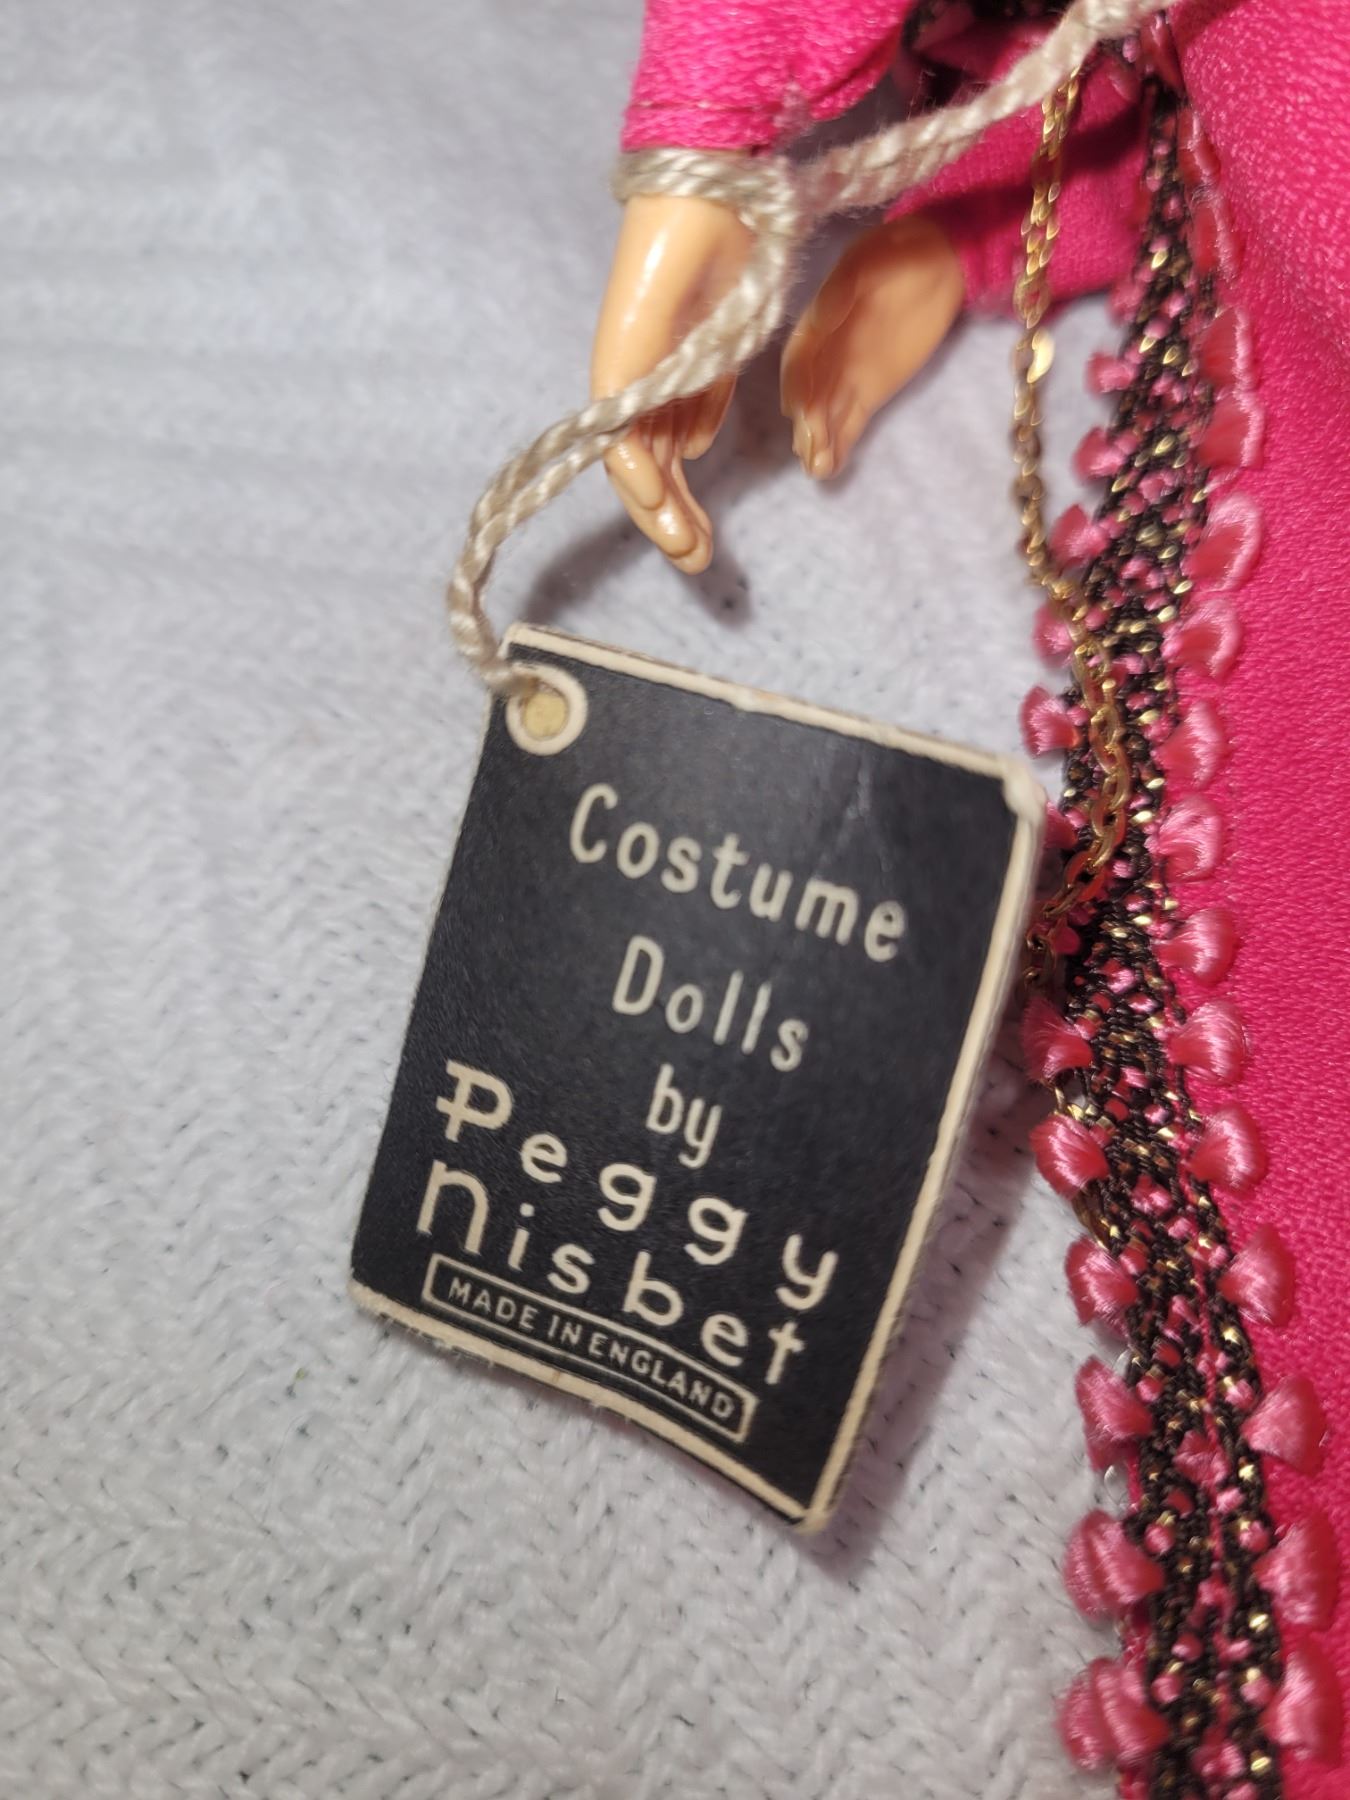 Costume
Dolls
by
Peggy
Nisbet
MADE IN ENGLAND